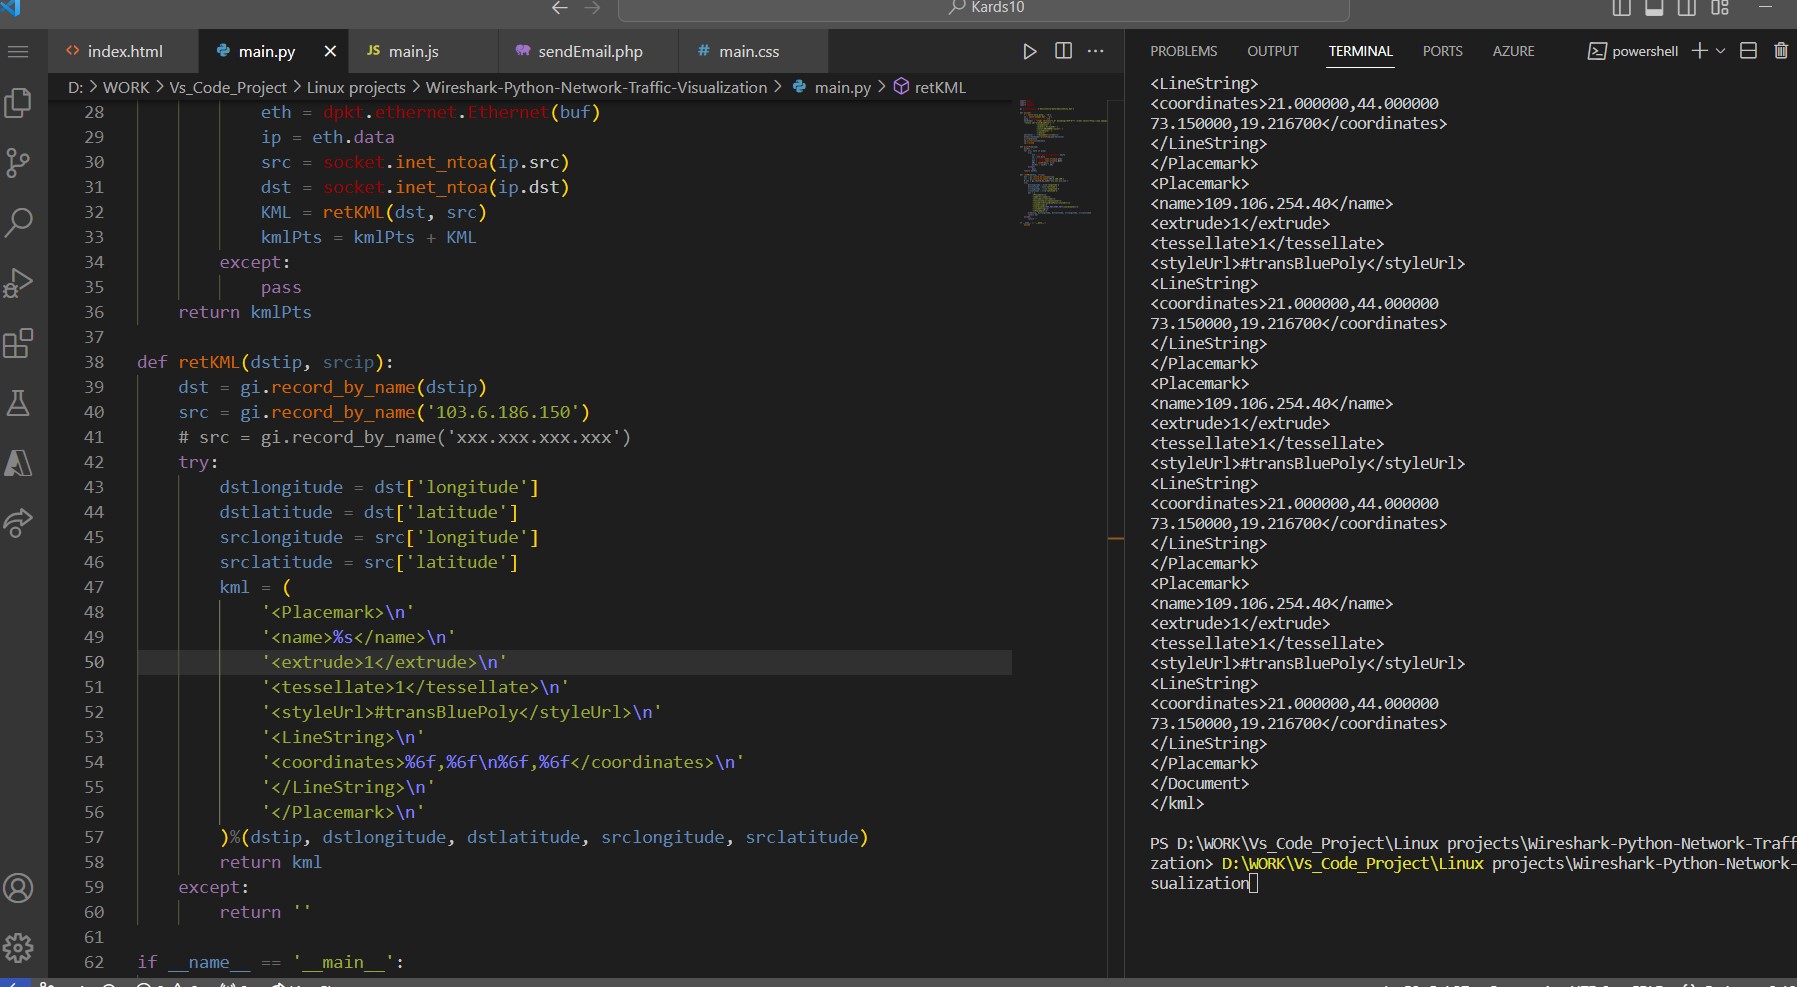 Kards10
index.html
main.py
JS main.js
sendEmail.php
# main.css
D: > WORK > Vs_Code_Project > Linux projects > Wireshark-Python-Network-Traffic-Visualization > main.py > retKML
28 eth = dpkt.ethernet.Ethernet(buf)
29 ip = eth.data
30 src = socket.inet_ntoa(ip.src)
31 dst = socket.inet_ntoa(ip.dst)
32 KML = retKML(dst, src)
33 kmlPts = kmlPts + KML
34 except:
35 pass
36 return kmlPts
37
38 def retKML(dstip, srcip):
39 dst = gi.record_by_name(dstip)
40 src = gi.record_by_name('103.6.186.150')
41 # src = gi.record_by_name('xxx.xxx.xxx.xxx')
42 try:
43 dstlongitude = dst['longitude']
44 dstlatitude = dst['latitude']
45 srclongitude = src['longitude']
46 srclatitude = src['latitude']
47 kml = (
48 '<Placemark>\n'
49 '<name>%s</name>\n'
50 '<extrude>1</extrude>\n'
51 '<tessellate>1</tessellate>\n'
52 '<styleUrl>#transBluePoly</styleUrl>\n'
53 '<LineString>\n'
54 '<coordinates>%6f,%6f\n%6f,%6f</coordinates>\n'
55 '</LineString>\n'
56 '</Placemark>\n'
57 )%(dstip, dstlongitude, dstlatitude, srclongitude, srclatitude)
58 return kml
59 except:
60 return ''
61
62 if __name__ == '__main__':
PROBLEMS OUTPUT TERMINAL PORTS AZURE
powershell
<LineString>
<coordinates>21.000000,44.000000
73.150000,19.216700</coordinates>
</LineString>
</Placemark>
<Placemark>
<name>109.106.254.40</name>
<extrude>1</extrude>
<tessellate>1</tessellate>
<styleUrl>#transBluePoly</styleUrl>
<LineString>
<coordinates>21.000000,44.000000
73.150000,19.216700</coordinates>
</LineString>
</Placemark>
<Placemark>
<name>109.106.254.40</name>
<extrude>1</extrude>
<tessellate>1</tessellate>
<styleUrl>#transBluePoly</styleUrl>
<LineString>
<coordinates>21.000000,44.000000
73.150000,19.216700</coordinates>
</LineString>
</Placemark>
<Placemark>
<name>109.106.254.40</name>
<extrude>1</extrude>
<tessellate>1</tessellate>
<styleUrl>#transBluePoly</styleUrl>
<LineString>
<coordinates>21.000000,44.000000
73.150000,19.216700</coordinates>
</LineString>
</Placemark>
</Document>
</kml>
PS D:\WORK\Vs_Code_Project\Linux projects\Wireshark-Python-Network-Traff
zation> D:\WORK\Vs_Code_Project\Linux projects\Wireshark-Python-Network-
sualization